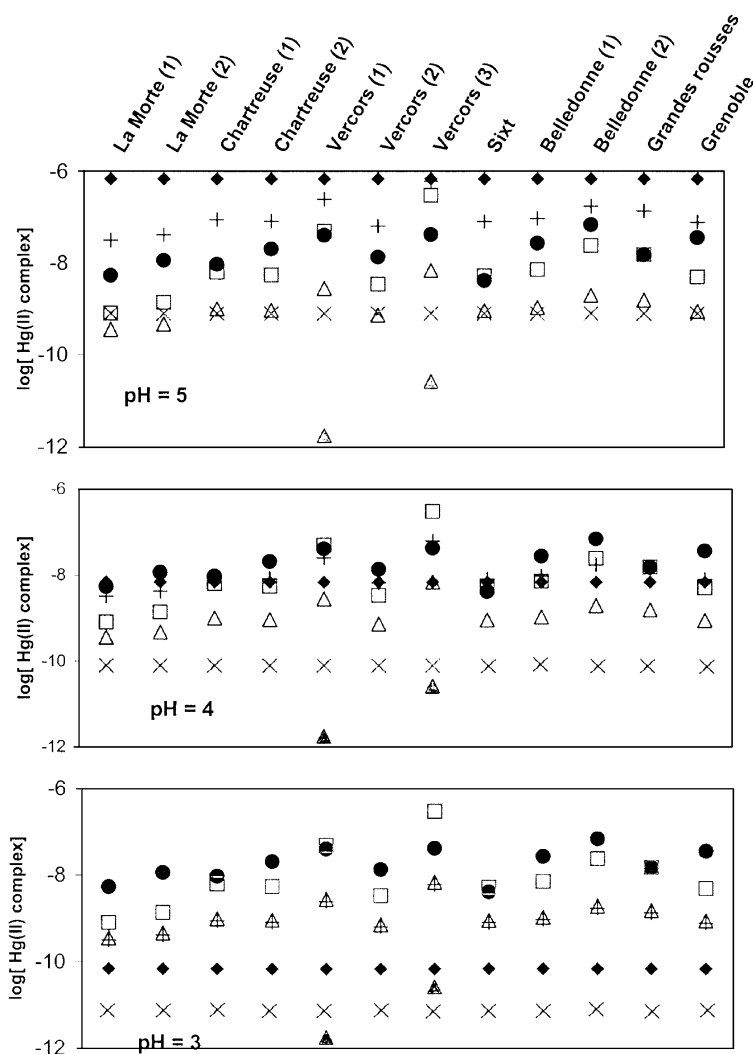 La Morte (1)
La Morte (2)
Chartreuse (1)
Chartreuse (2)
Vercors (1)
Vercors (2)
Vercors (3)
Sixt
Belledonne (1)
Belledonne (2)
Grandes rousses
Grenoble
-6
-8
-10
-12
log[ Hg(II) complex]
pH = 5
-6
-8
-10
-12
log[ Hg(II) complex]
pH = 4
-6
-8
-10
-12
log[ Hg(II) complex]
pH = 3